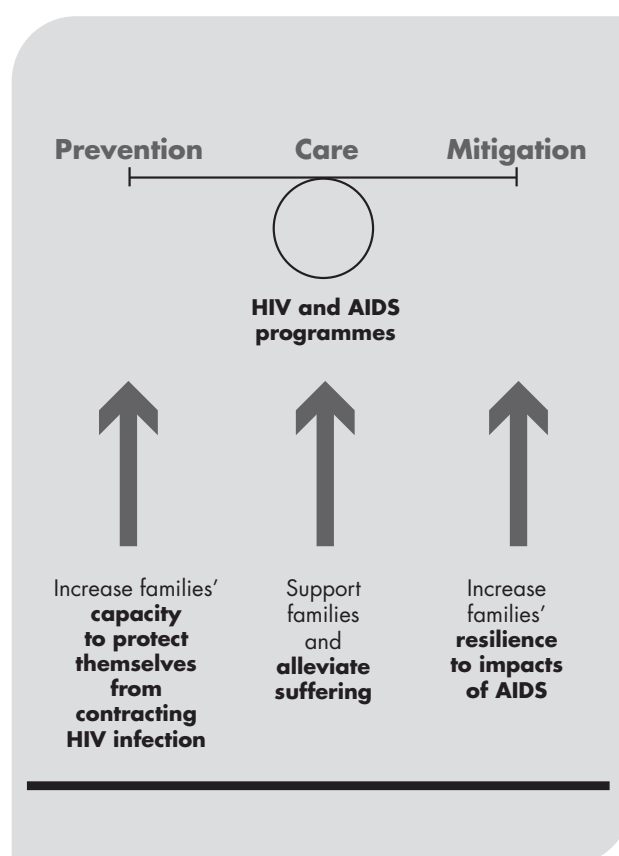 Prevention
Care
Mitigation
HIV and AIDS
programmes
Increase families’
capacity
to protect
themselves
from
contracting
HIV infection
Support
families
and
alleviate
suffering
Increase
families’
resilience
to impacts
of AIDS